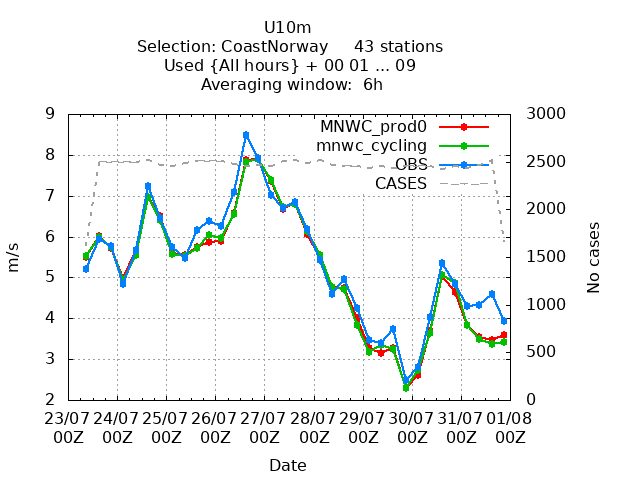 U10m
Selection: CoastNorway     43 stations
Used {All hours} + 00 01 ... 09
Averaging window:  6h
9 3000
MNWC_prod0
mnwc_cycling
8 2500
OBS
CASES
7 2000
6 1500
m/s
No cases
5 1000
4
3 500
2 0
23/07 24/07 25/07 26/07 27/07 28/07 29/07 30/07 31/07 01/08
00Z 00Z 00Z 00Z 00Z 00Z 00Z 00Z 00Z 00Z
Date